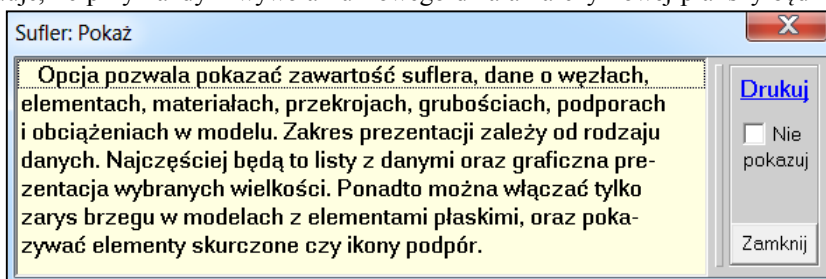 Sufler: Pokaż
Opcja pozwala pokazać zawartość suflera, dane o węzłach,
elementach, materiałach, przekrojach, grubościach, podporach
i obciążeniach w modelu. Zakres prezentacji zależy od rodzaju
danych. Najczęściej będą to listy z danymi oraz graficzna pre-
zentacja wybranych wielkości. Ponadto można włączać tylko
zarys brzegu w modelach z elementami płaskimi, oraz poka-
zywać elementy skurczone czy ikony podpór.
Drukuj
Nie
pokazuj
Zamknij